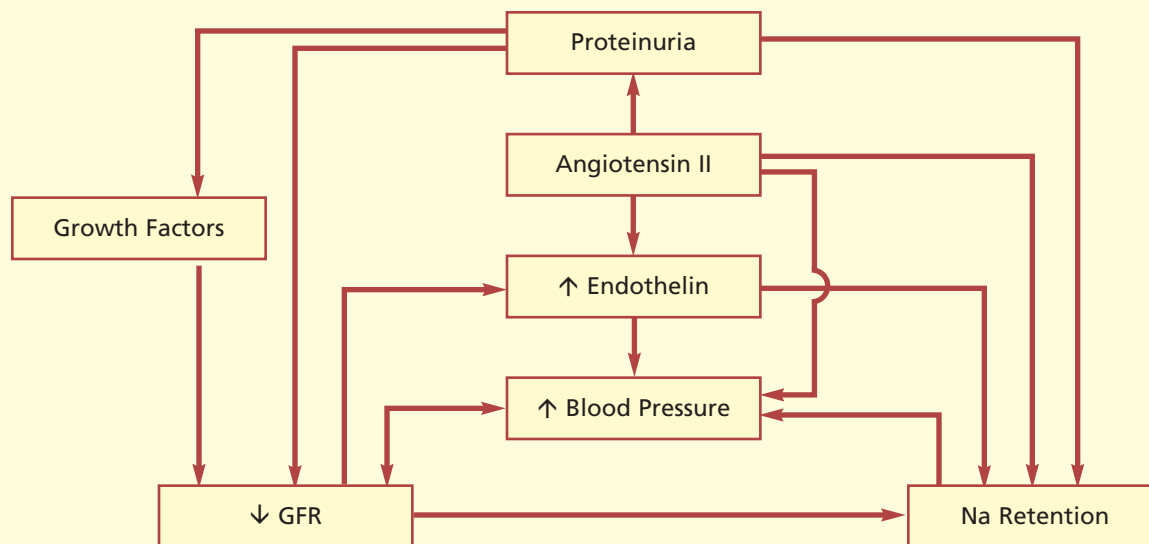 Proteinuria
Angiotensin II
Growth Factors
↑ Endothelin
↑ Blood Pressure
↓ GFR
Na Retention